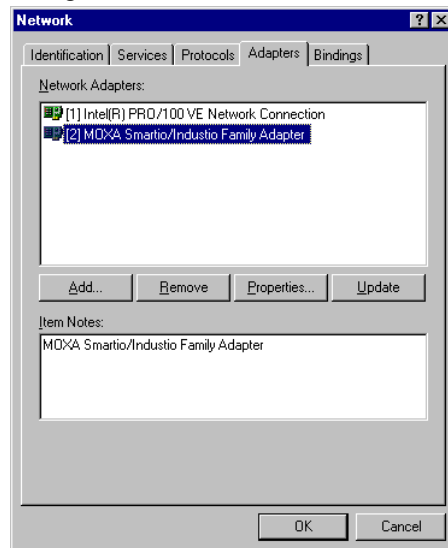 Network
Identification Services Protocols Adapters Bindings
Network Adapters:
[1] Intel(R) PRO/100 VE Network Connection
[2] MOXA Smartio/Industio Family Adapter
Add... Remove Properties... Update
Item Notes:
MOXA Smartio/Industio Family Adapter
OK Cancel